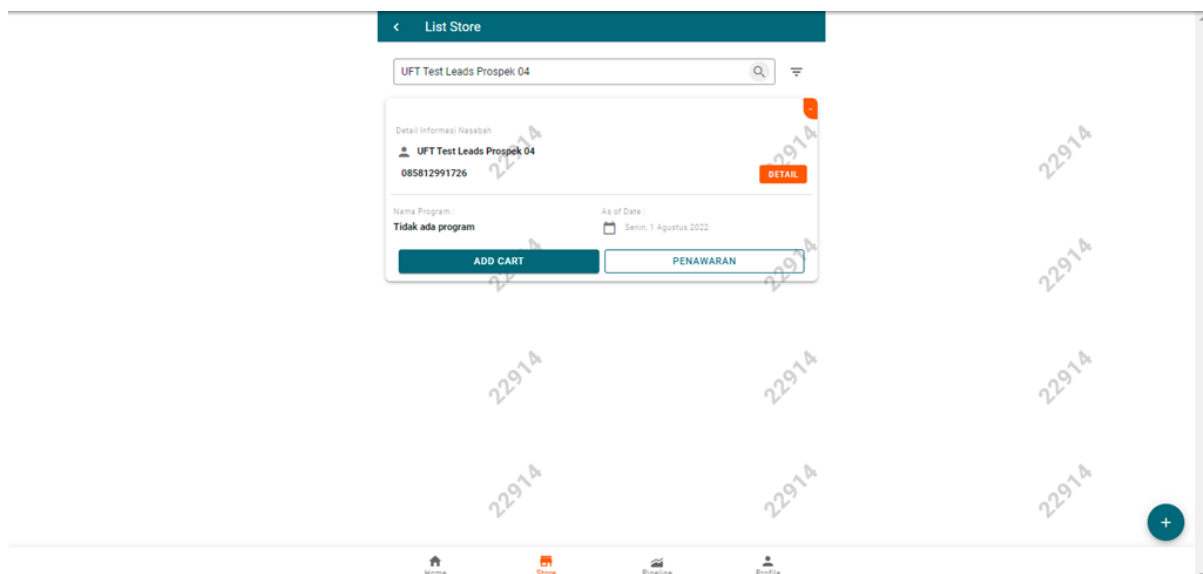 List Store
UFT Test Leads Prospek 04
-
Detail Informasi Nasabah
UFT Test Leads Prospek 04
085812991726
DETAIL
Nama Program :
As of Date :
Tidak ada program
Senin, 1 Agustus 2022
ADD CART
PENAWARAN
22914
22914
22914
22914
22914
22914
22914
22914
22914
22914
22914
22914
+
Home
Store
Pipeline
Profile